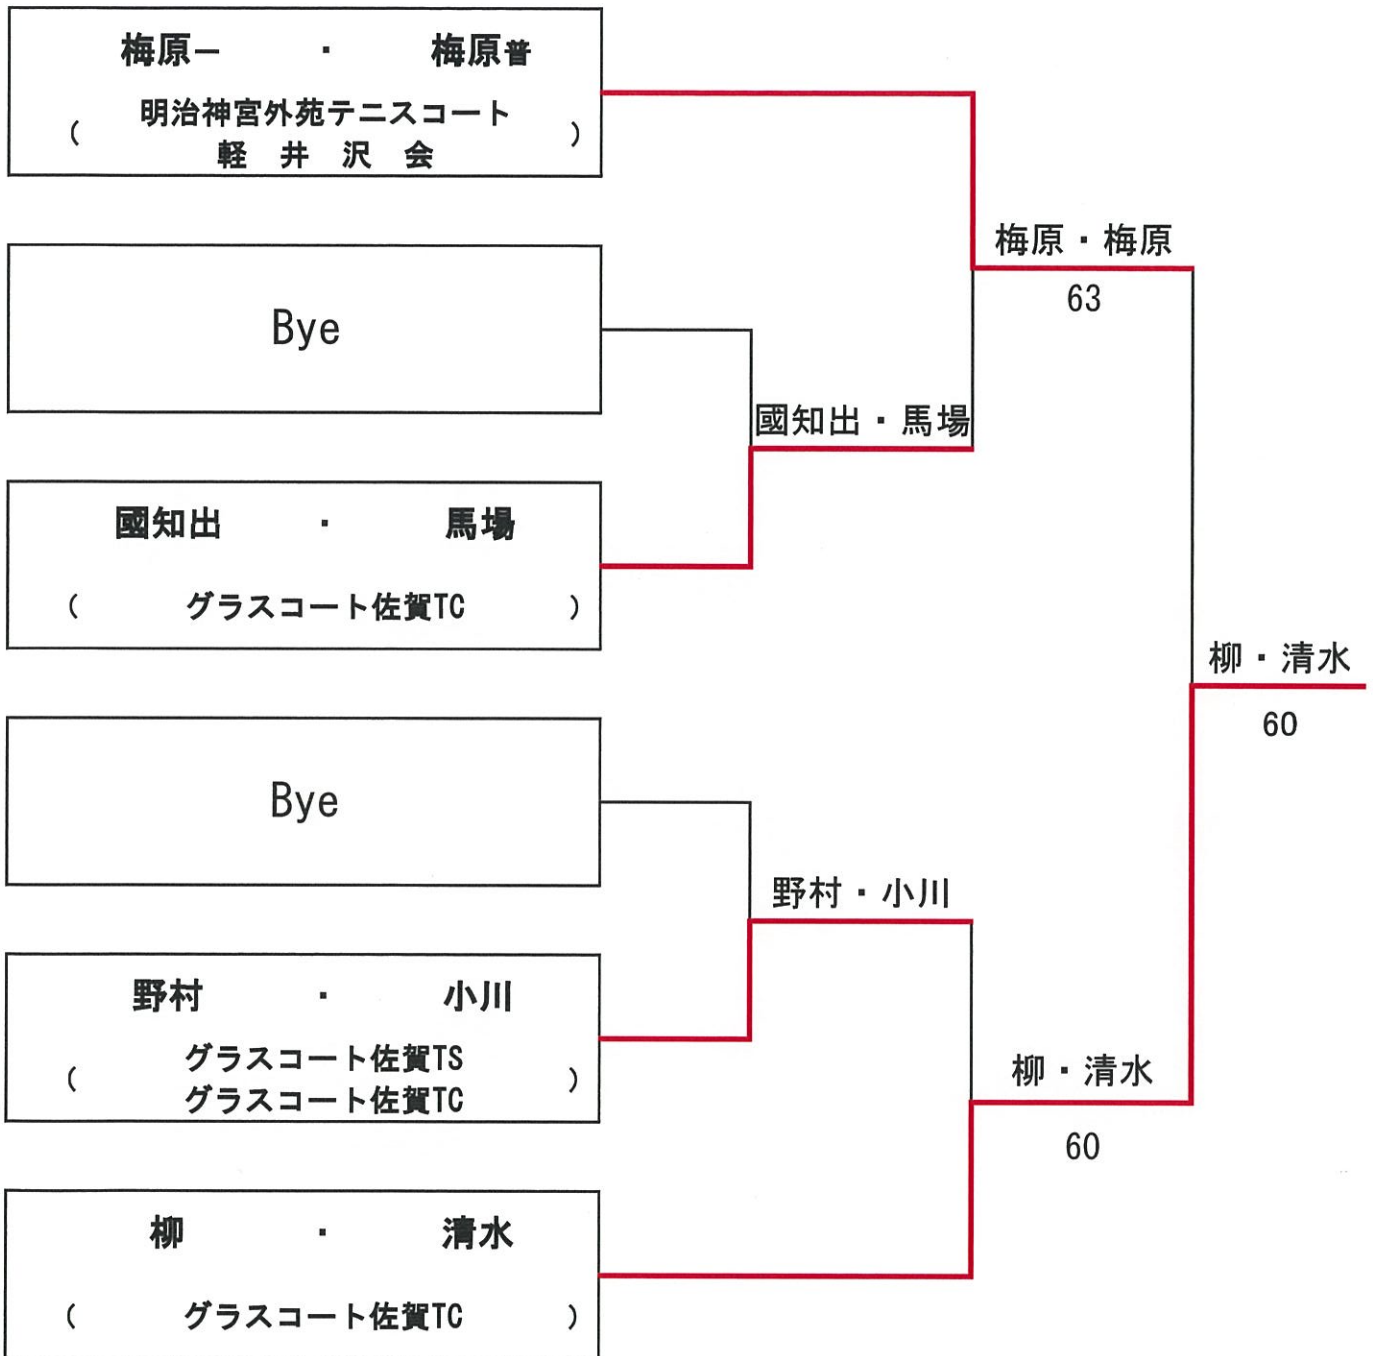 梅原一 ・ 梅原普
( 明治神宮外苑テニスコート )
軽 井 沢 会
梅原・梅原
63
Bye
國知出・馬場
國知出 ・ 馬場
( グラスコート佐賀TC )
柳・清水
60
Bye
野村・小川
野村 ・ 小川
( グラスコート佐賀TS )
グラスコート佐賀TC
柳・清水
60
柳 ・ 清水
( グラスコート佐賀TC )